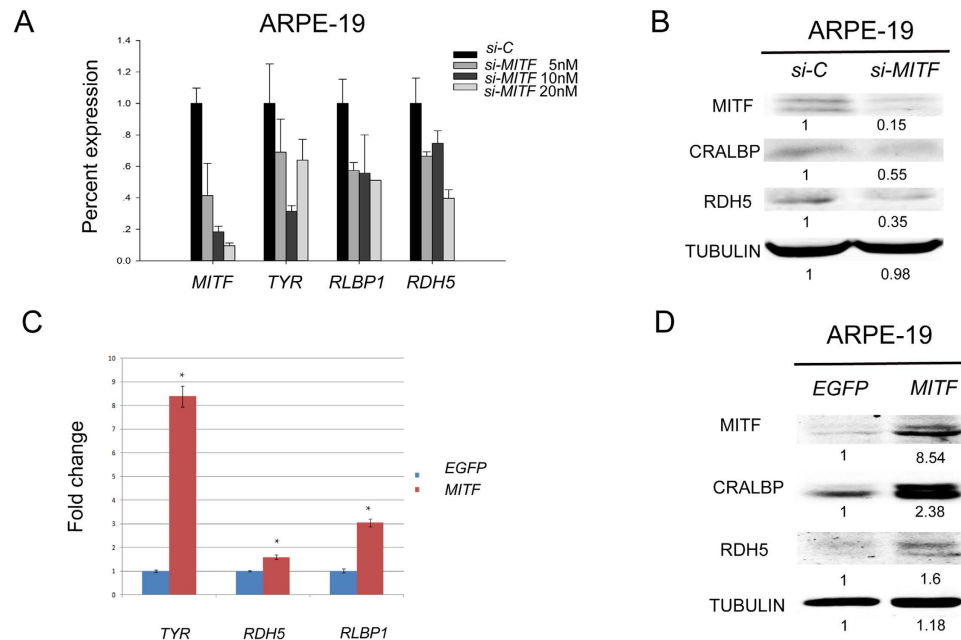 A
ARPE-19
si-C
si-MITF 5nM
si-MITF 10nM
si-MITF 20nM
Percent expression
1.4
1.2
1.0
.8
.6
.4
.2
0.0
MITF TYR RLBP1 RDH5
B
ARPE-19
si-C si-MITF
MITF
1 0.15
CRALBP
1 0.55
RDH5
1 0.35
TUBULIN
1 0.98
C
Fold change
10
9
8
7
6
5
4
3
2
1
0
*
*
*
EGFP
MITF
TYR RDH5 RLBP1
D
ARPE-19
EGFP MITF
MITF
1 8.54
CRALBP
1 2.38
RDH5
1 1.6
TUBULIN
1 1.18